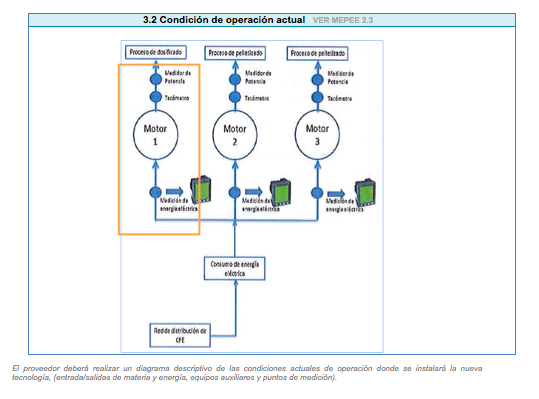 3.2 Condición de operación actual VER MEPEE 2.3
Proceso de dosificado
Proceso de pelletizado
Proceso de pelletizado
Medidor de
Potencia
Medidor de
Potencia
Medidor de
Potencia
Tacómetro
Tacómetro
Tacómetro
Motor
1
Motor
2
Motor
3
Medición de
energía eléctrica
Medición de
energía eléctrica
Medición de
energía eléctrica
Consumo de energía
eléctrica
Red de distribución de
CFE
El proveedor deberá realizar un diagrama descriptivo de las condiciones actuales de operación donde se instalará la nueva
tecnología, (entrada/salidas de materia y energía, equipos auxiliares y puntos de medición).